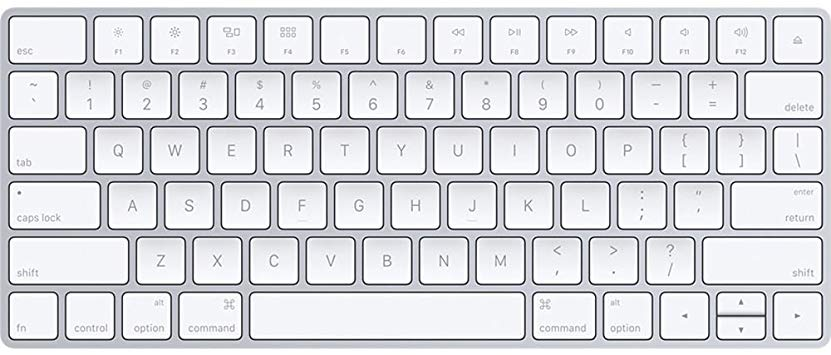 esc F1 F2 F3 F4 F5 F6 F7 F8 F9 F10 F11 F12
~ ! @ # $ % ^ & * ( ) — +
` 1 2 3 4 5 6 7 8 9 0 - = delete
tab Q W E R T Y U I O P { [ } ] | \
caps lock A S D F G H J K L : ; " ' enter return
shift Z X C V B N M < , > . ? / shift
fn control alt option ⌘ command ⌘ command alt option ◄ ▲ ▼ ►